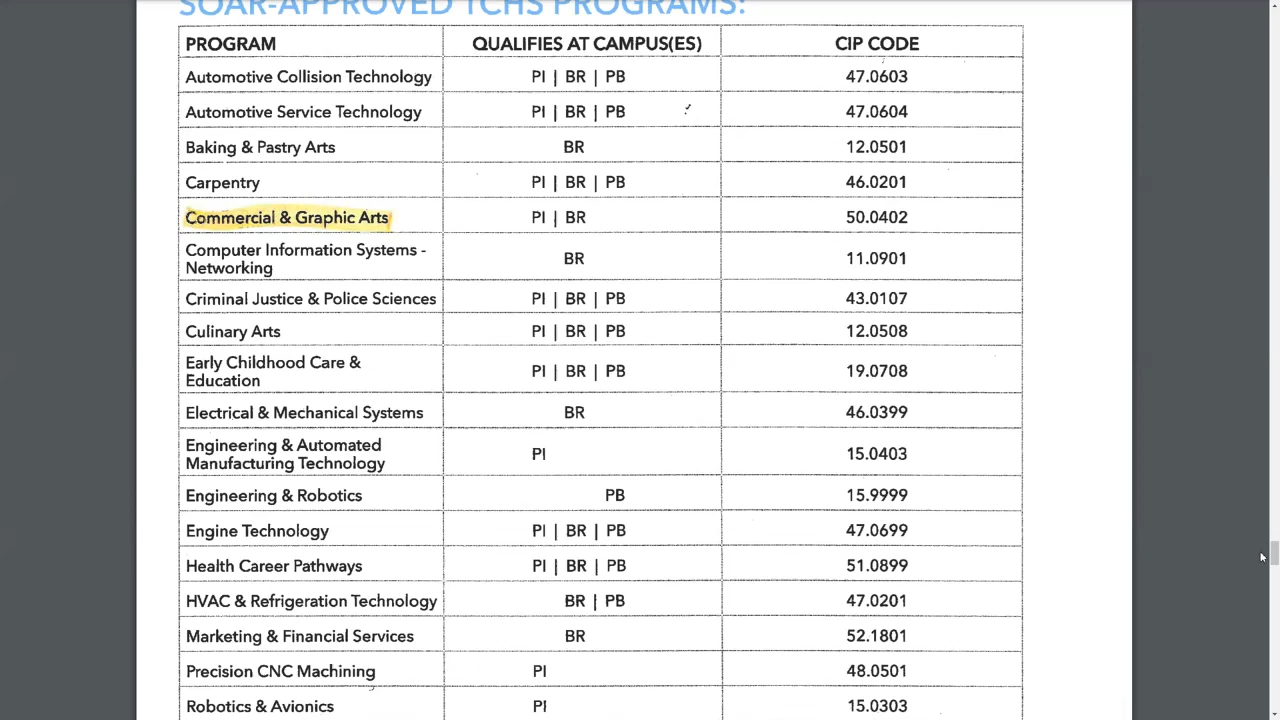 SOAR-APPROVED TCHS PROGRAMS:
PROGRAM QUALIFIES AT CAMPUS(ES) CIP CODE
Automotive Collision Technology PI | BR | PB 47.0603
Automotive Service Technology PI | BR | PB 47.0604
Baking & Pastry Arts BR 12.0501
Carpentry PI | BR | PB 46.0201
Commercial & Graphic Arts PI | BR 50.0402
Computer Information Systems -
Networking BR 11.0901
Criminal Justice & Police Sciences PI | BR | PB 43.0107
Culinary Arts PI | BR | PB 12.0508
Early Childhood Care &
Education PI | BR | PB 19.0708
Electrical & Mechanical Systems BR 46.0399
Engineering & Automated
Manufacturing Technology PI 15.0403
Engineering & Robotics PB 15.9999
Engine Technology PI | BR | PB 47.0699
Health Career Pathways PI | BR | PB 51.0899
HVAC & Refrigeration Technology BR | PB 47.0201
Marketing & Financial Services BR 52.1801
Precision CNC Machining PI 48.0501
Robotics & Avionics PI 15.0303